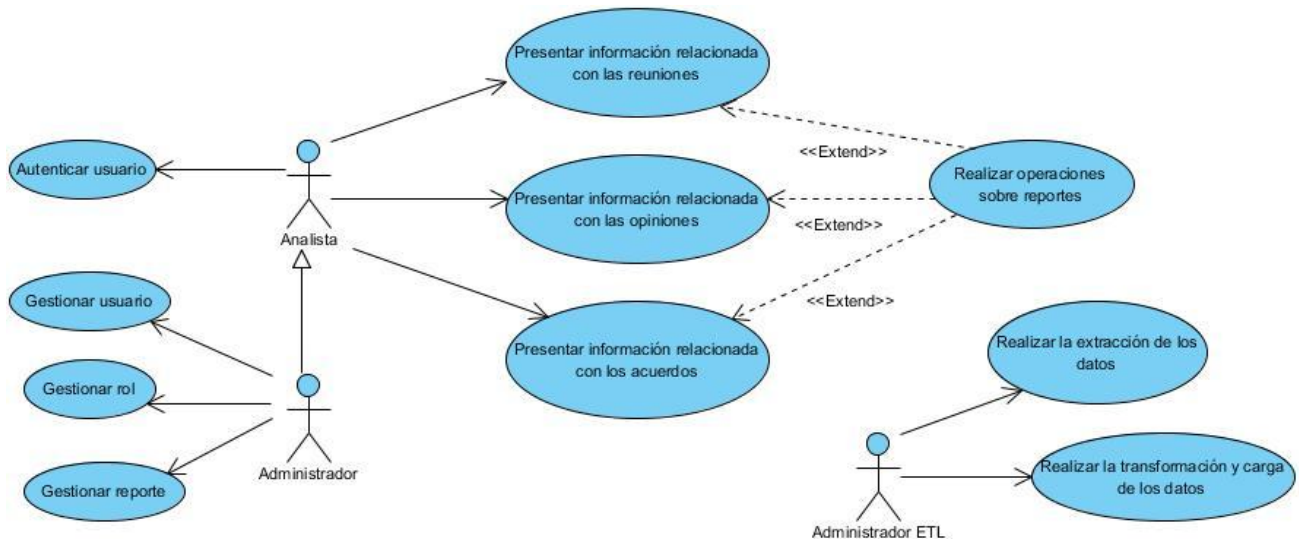 Presentar información relacionada
con las reuniones
<<Extend>>
Autenticar usuario
Realizar operaciones
sobre reportes
Presentar información relacionada
con las opiniones
<<Extend>>
Analista
Gestionar usuario
<<Extend>>
Realizar la extracción de los
datos
Presentar información relacionada
con los acuerdos
Gestionar rol
Administrador
Realizar la transformación y carga
de los datos
Gestionar reporte
Administrador ETL